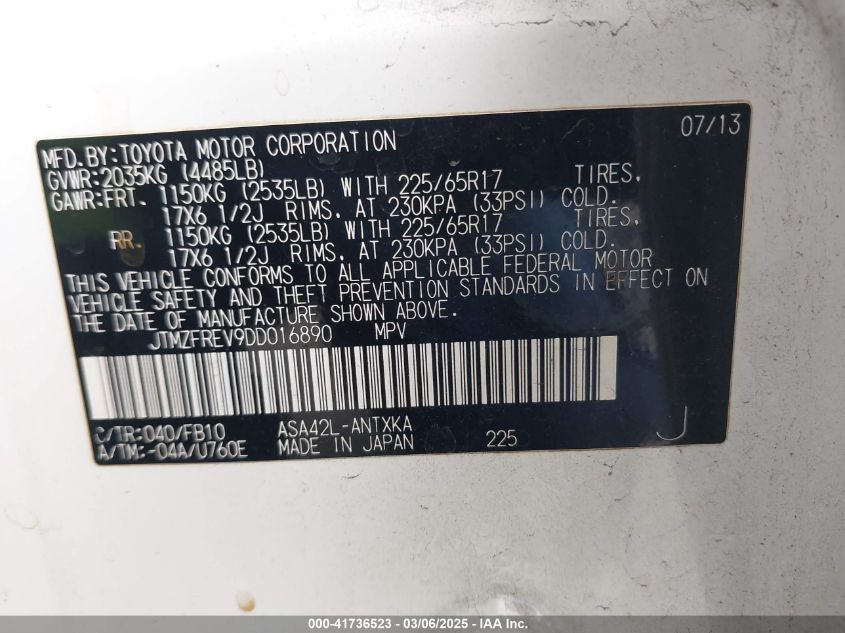 07/13
MFD. BY: TOYOTA MOTOR CORPORATION
GVWR: 2035KG (4485LB)
GAWR: FRT. 1150KG (2535LB) WITH 225/65R17 TIRES,
17X6 1/2J RIMS, AT 230KPA (33PSI) COLD.
RR. 1150KG (2535LB) WITH 225/65R17 TIRES,
17X6 1/2J RIMS, AT 230KPA (33PSI) COLD.
THIS VEHICLE CONFORMS TO ALL APPLICABLE FEDERAL MOTOR
VEHICLE SAFETY AND THEFT PREVENTION STANDARDS IN EFFECT ON
THE DATE OF MANUFACTURE SHOWN ABOVE.
JTMZFREV9DD016890 MPV
C/TR: 040/FB10 ASA42L-ANTXKA
A/TM: -04A/U760E MADE IN JAPAN 225 J
000-41736523 - 03/06/2025 - IAA Inc.